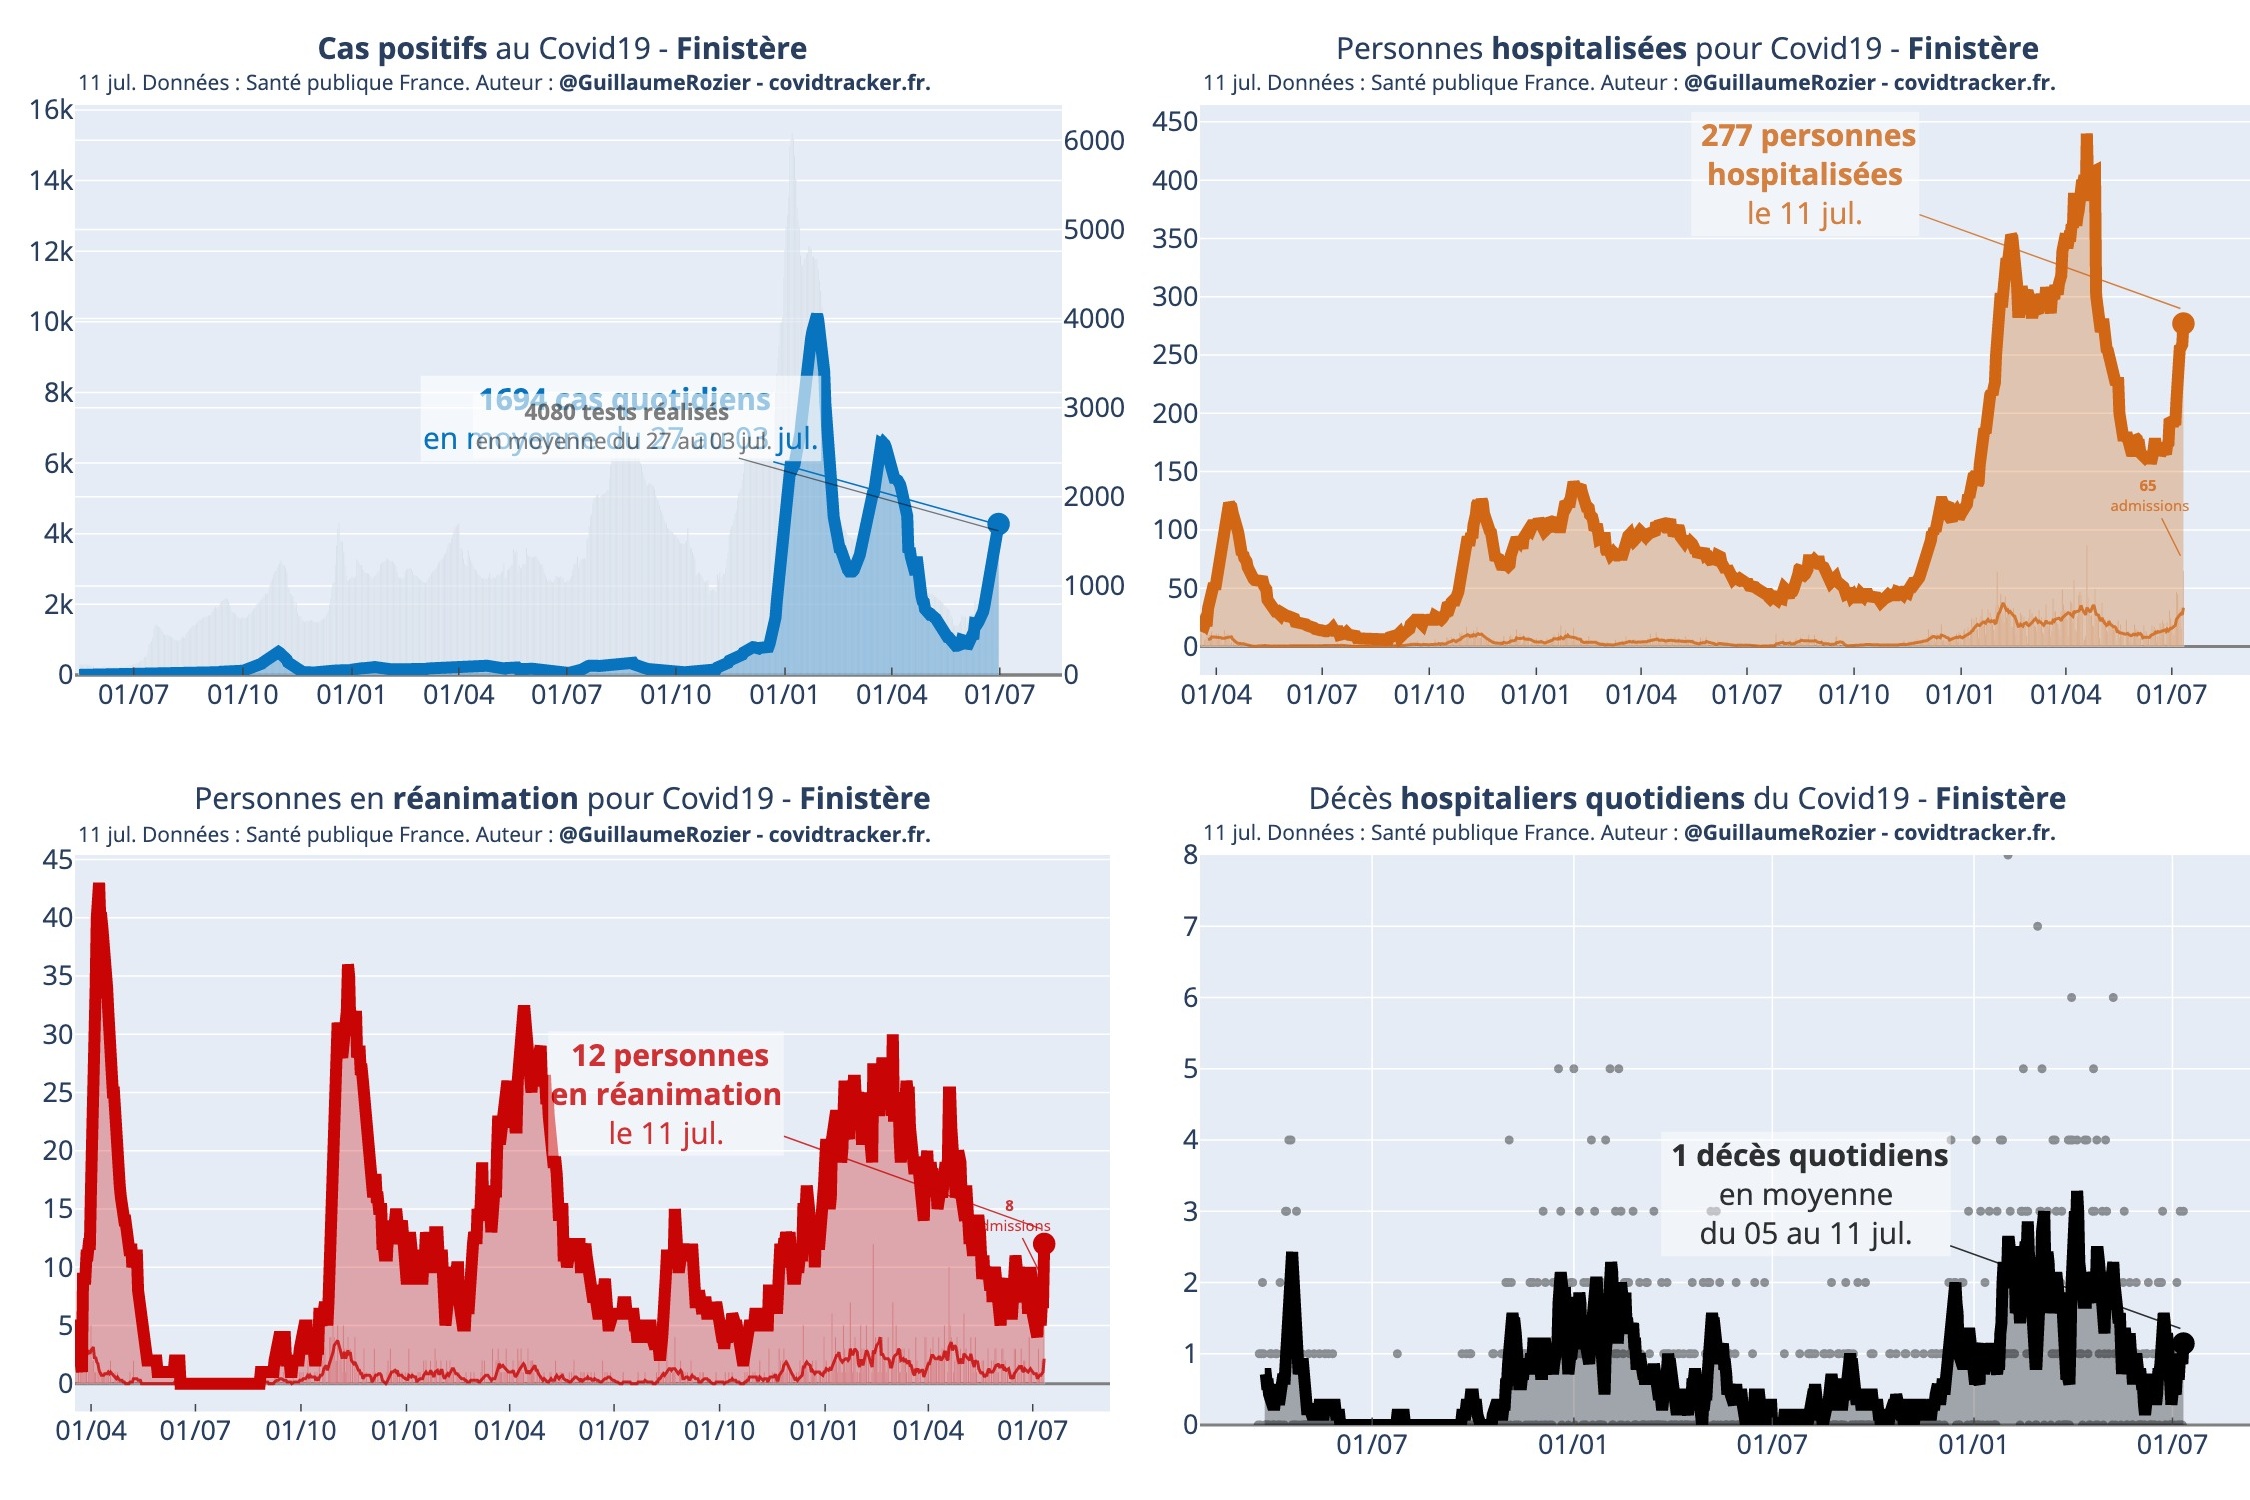 Cas positifs au Covid19 - Finistère
11 jul. Données : Santé publique France. Auteur : @GuillaumeRozier - covidtracker.fr.
16k
14k
12k
10k
8k
6k
4k
2k
0
6000
5000
4000
3000
2000
1000
0
1694 cas quotidiens
en moyenne du 27 au 03 jul.
4080 tests réalisés
en moyenne du 27 au 03 jul.
01/07 01/10 01/01 01/04 01/07 01/10 01/01 01/04 01/07
Personnes hospitalisées pour Covid19 - Finistère
11 jul. Données : Santé publique France. Auteur : @GuillaumeRozier - covidtracker.fr.
450
400
350
300
250
200
150
100
50
0
277 personnes
hospitalisées
le 11 jul.
65
admissions
01/04 01/07 01/10 01/01 01/04 01/07 01/10 01/01 01/04 01/07
Personnes en réanimation pour Covid19 - Finistère
11 jul. Données : Santé publique France. Auteur : @GuillaumeRozier - covidtracker.fr.
45
40
35
30
25
20
15
10
5
0
12 personnes
en réanimation
le 11 jul.
8
admissions
01/04 01/07 01/10 01/01 01/04 01/07 01/10 01/01 01/04 01/07
Décès hospitaliers quotidiens du Covid19 - Finistère
11 jul. Données : Santé publique France. Auteur : @GuillaumeRozier - covidtracker.fr.
8
7
6
5
4
3
2
1
0
1 décès quotidiens
en moyenne
du 05 au 11 jul.
01/07 01/01 01/07 01/01 01/07